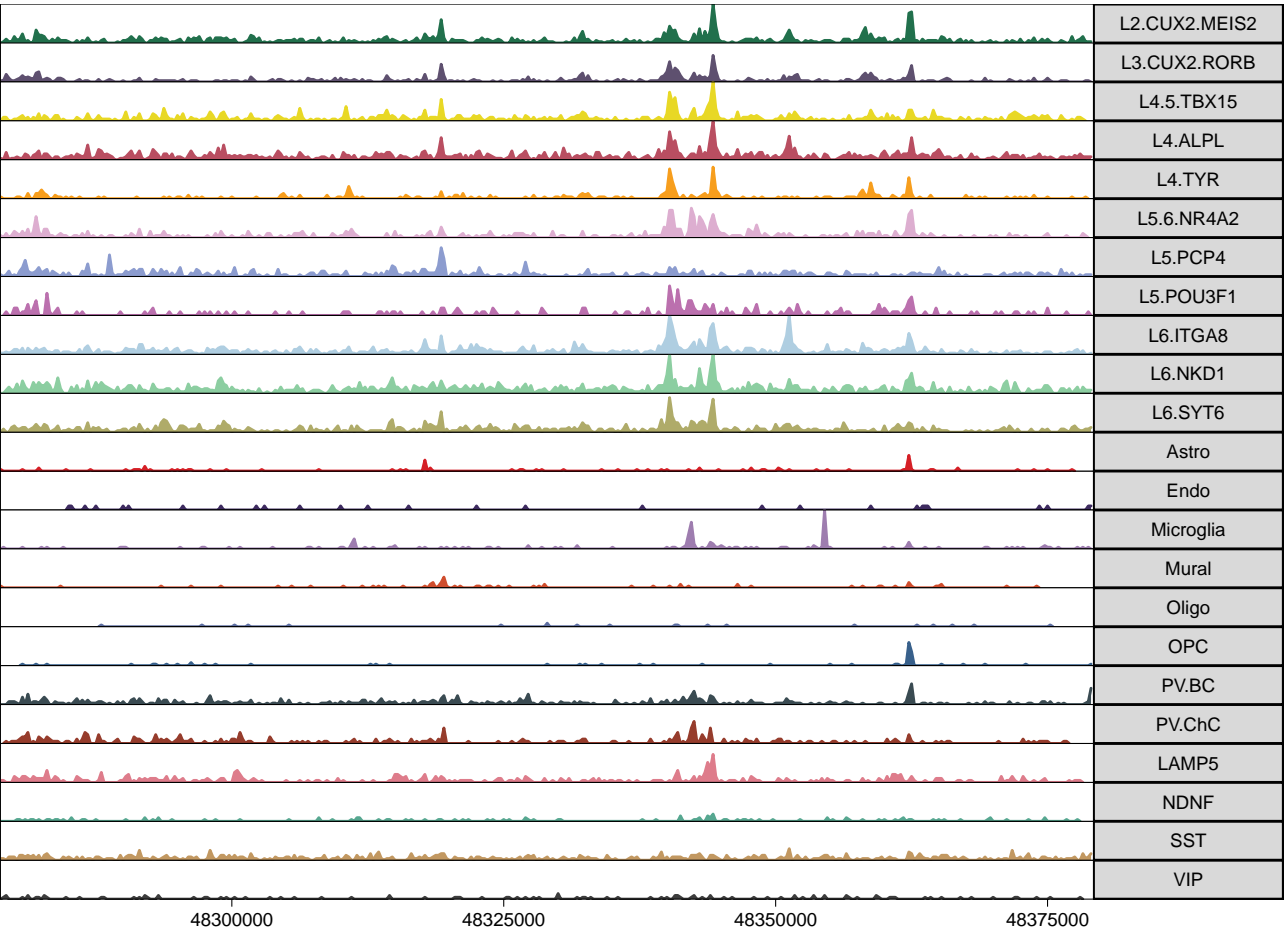 L2.CUX2.MEIS2
L3.CUX2.RORB
L4.5.TBX15
L4.ALPL
L4.TYR
L5.6.NR4A2
L5.PCP4
L5.POU3F1
L6.ITGA8
L6.NKD1
L6.SYT6
Astro
Endo
Microglia
Mural
Oligo
OPC
PV.BC
PV.ChC
LAMP5
NDNF
SST
VIP
48300000 48325000 48350000 48375000